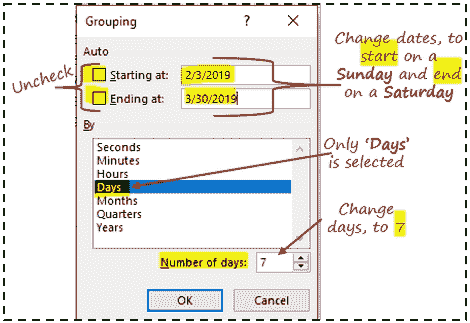 Grouping
?
Auto
Uncheck
Starting at: 2/3/2019
Ending at: 3/30/2019
Change dates, to
start on a
Sunday and end
on a Saturday
By
Seconds
Minutes
Hours
Days
Months
Quarters
Years
Only ‘Days’
is selected
Change
days, to 7
Number of days: 7
OK
Cancel